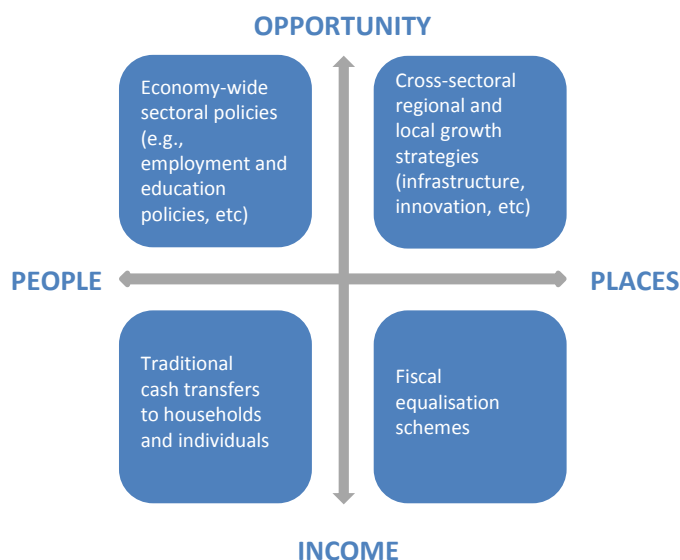 OPPORTUNITY
Economy-wide
sectoral policies
(e.g.,
employment and
education
policies, etc)
Cross-sectoral
regional and
local growth
strategies
(infrastructure,
innovation, etc)
PEOPLE
PLACES
Traditional
cash transfers
to households
and individuals
Fiscal
equalisation
schemes
INCOME